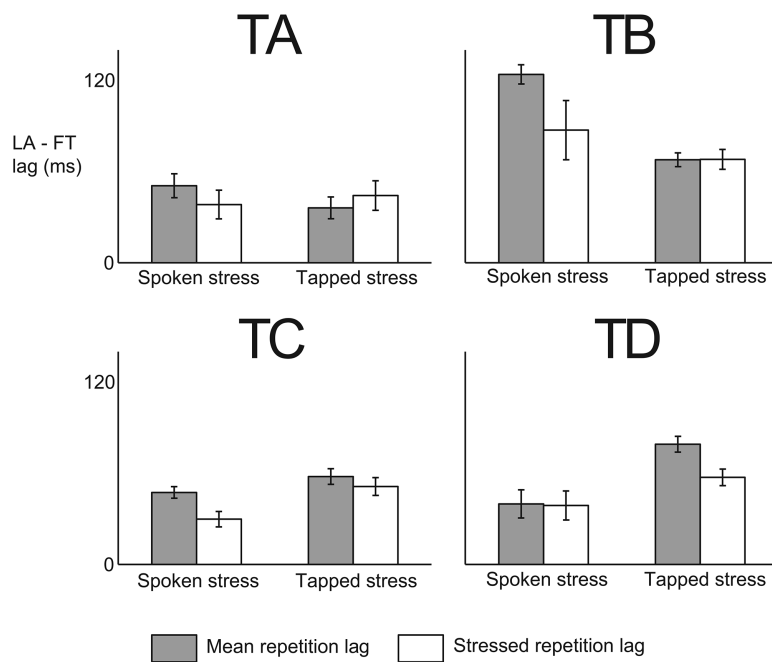 TA
TB
120
LA - FT
lag (ms)
0
Spoken stress
Tapped stress
Spoken stress
Tapped stress
TC
TD
120
0
Spoken stress
Tapped stress
Spoken stress
Tapped stress
Mean repetition lag
Stressed repetition lag